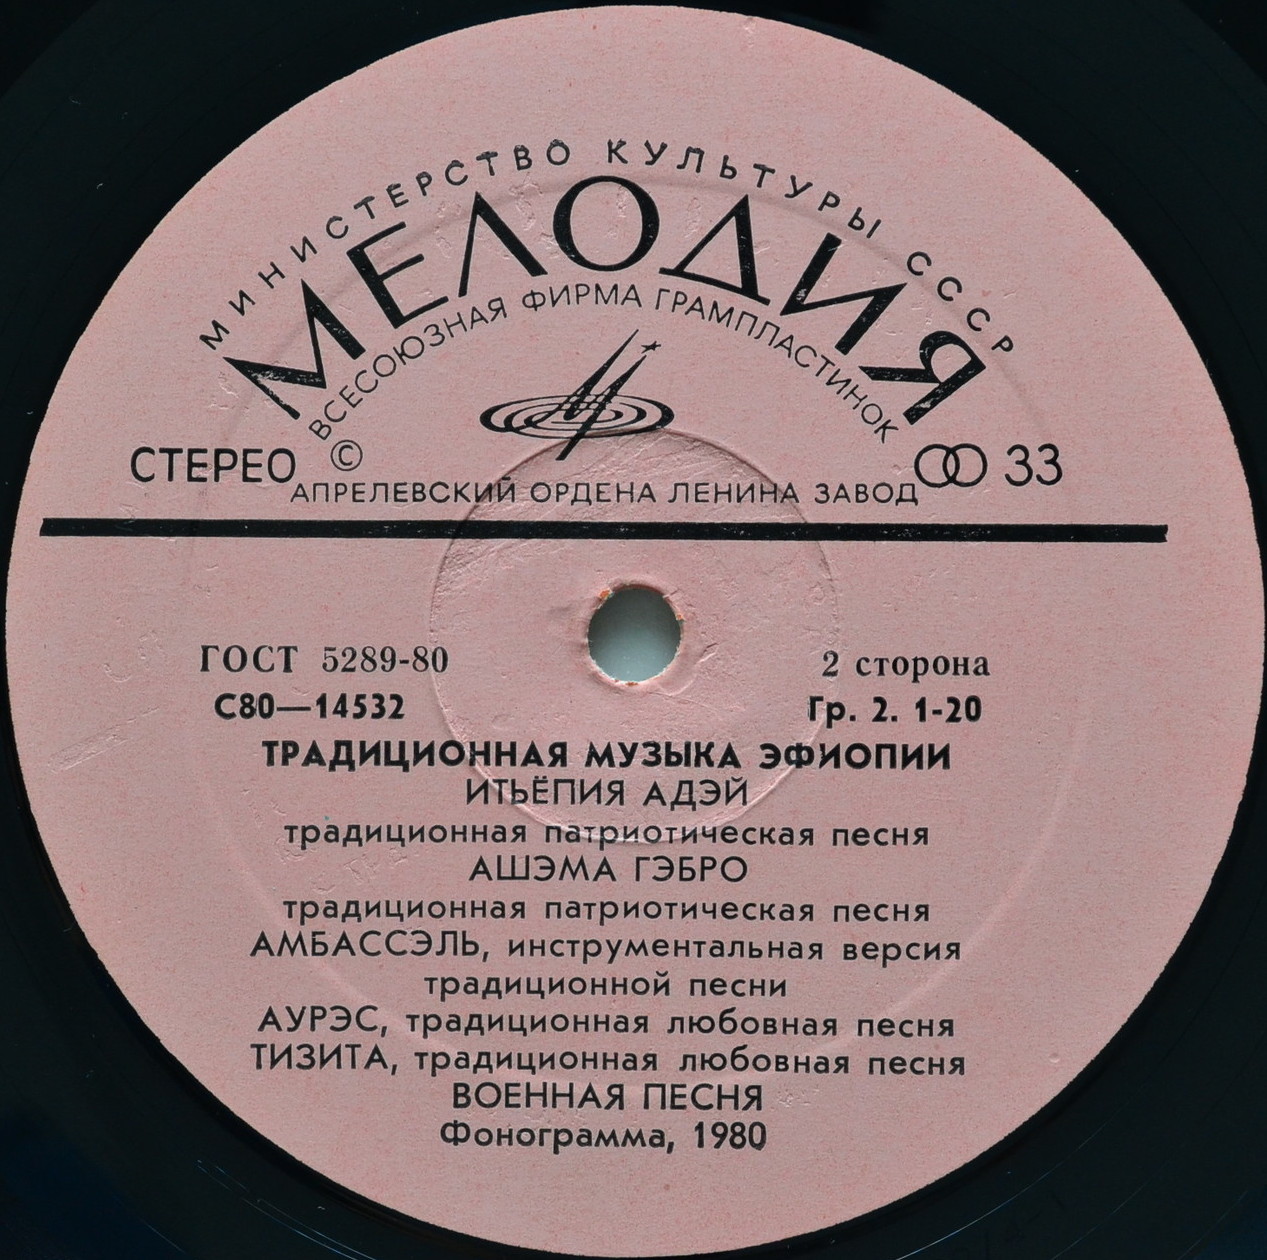 МИНИСТЕРСТВО КУЛЬТУРЫ СССР
МЕЛОДИЯ
ВСЕСОЮЗНАЯ ФИРМА ГРАМПЛАСТИНОК
СТЕРЕО © 33
АПРЕЛЕВСКИЙ ОРДЕНА ЛЕНИНА ЗАВОД
ГОСТ 5289-80 2 сторона
С80—14532 Гр. 2. 1-20
ТРАДИЦИОННАЯ МУЗЫКА ЭФИОПИИ
ИТЬЁПИЯ АДЭЙ
традиционная патриотическая песня
АШЭМА ГЭБРО
традиционная патриотическая песня
АМБАССЭЛЬ, инструментальная версия
традиционной песни
АУРЭС, традиционная любовная песня
ТИЗИТА, традиционная любовная песня
ВОЕННАЯ ПЕСНЯ
Фонограмма, 1980